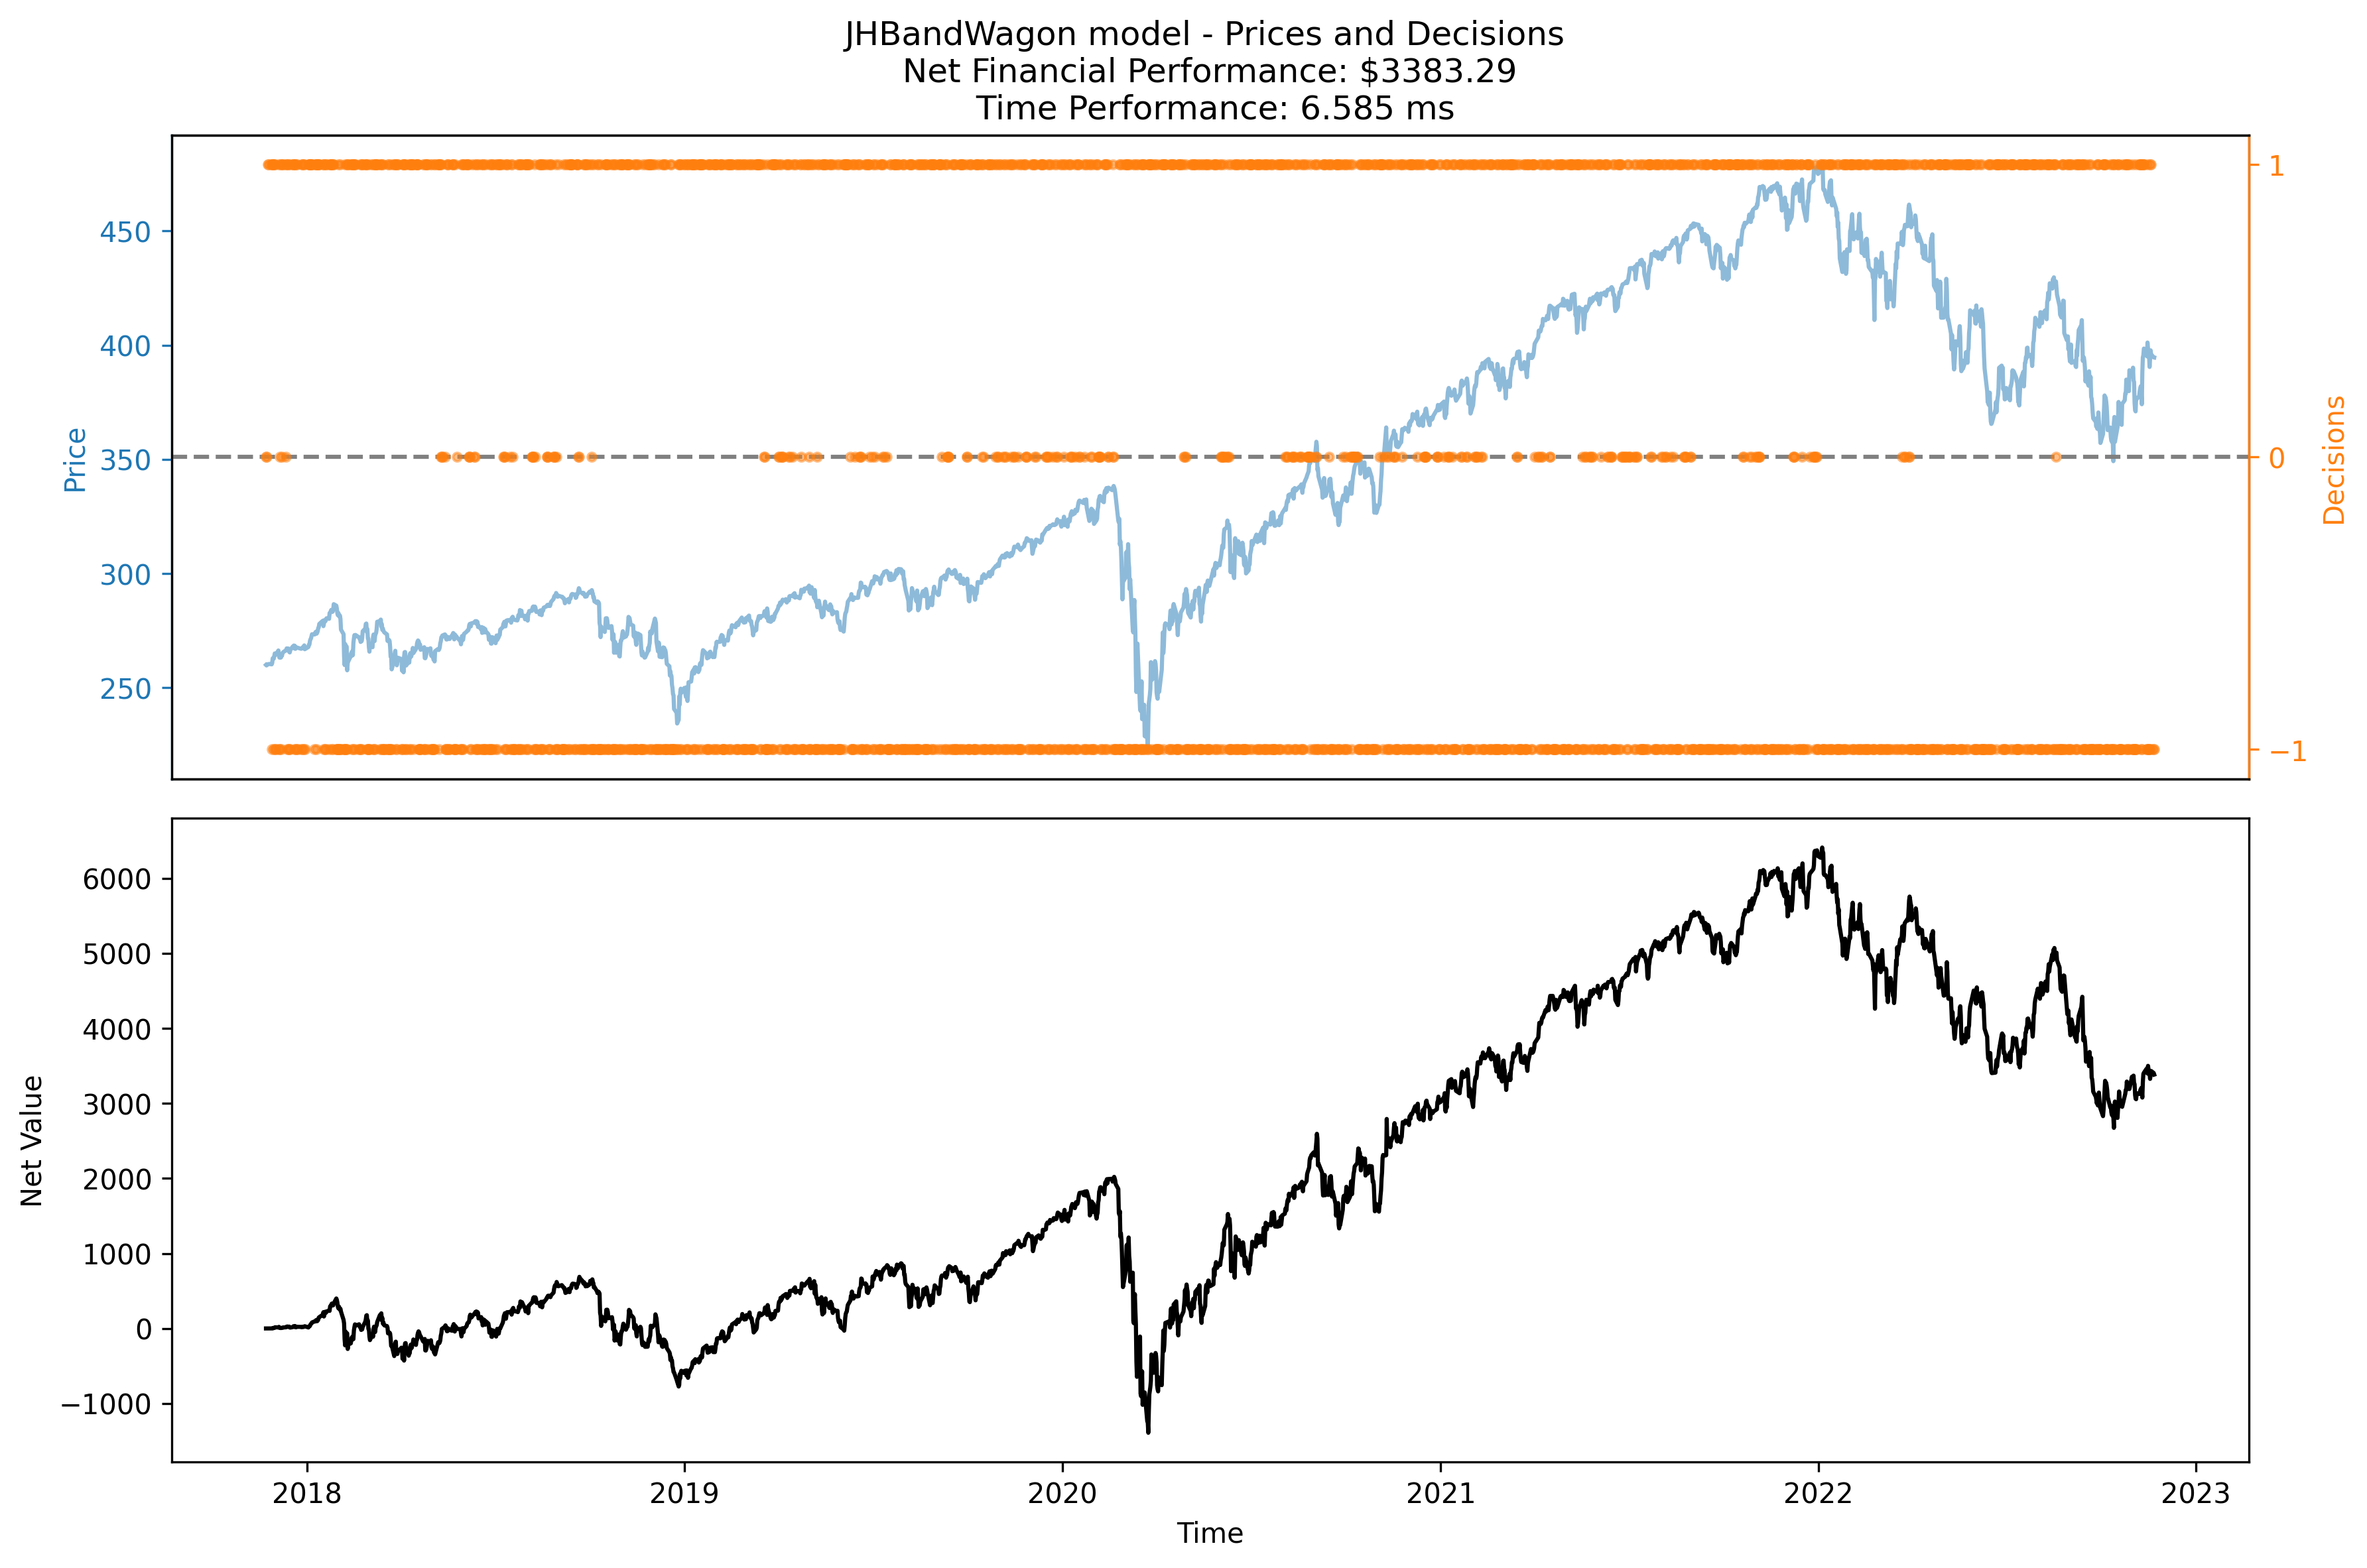 JHBandWagon model - Prices and Decisions
Net Financial Performance: $3383.29
Time Performance: 6.585 ms
450
400
350
300
250
Price
1
0
−1
Decisions
6000
5000
4000
3000
2000
1000
0
−1000
Net Value
2018 2019 2020 2021 2022 2023
Time